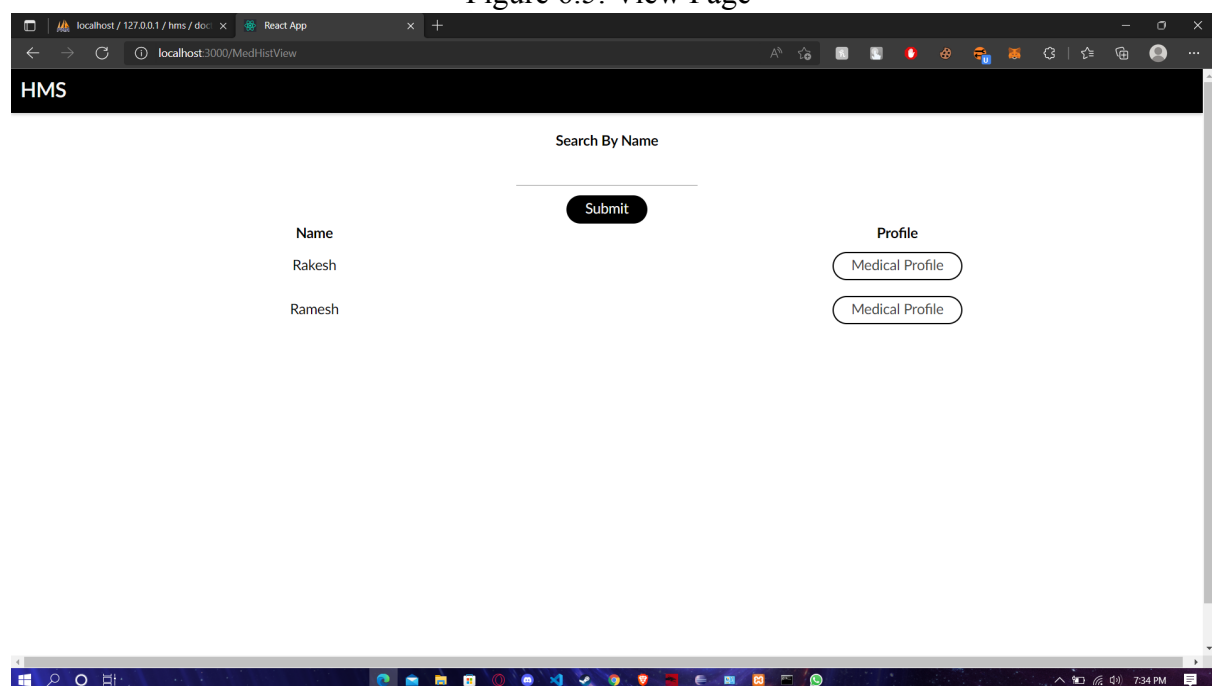 Figure 6.5: View Page
localhost / 127.0.0.1 / hms / doc
React App
localhost:3000/MedHistView
HMS
Search By Name
Submit
Name Profile
Rakesh Medical Profile
Ramesh Medical Profile
7:34 PM